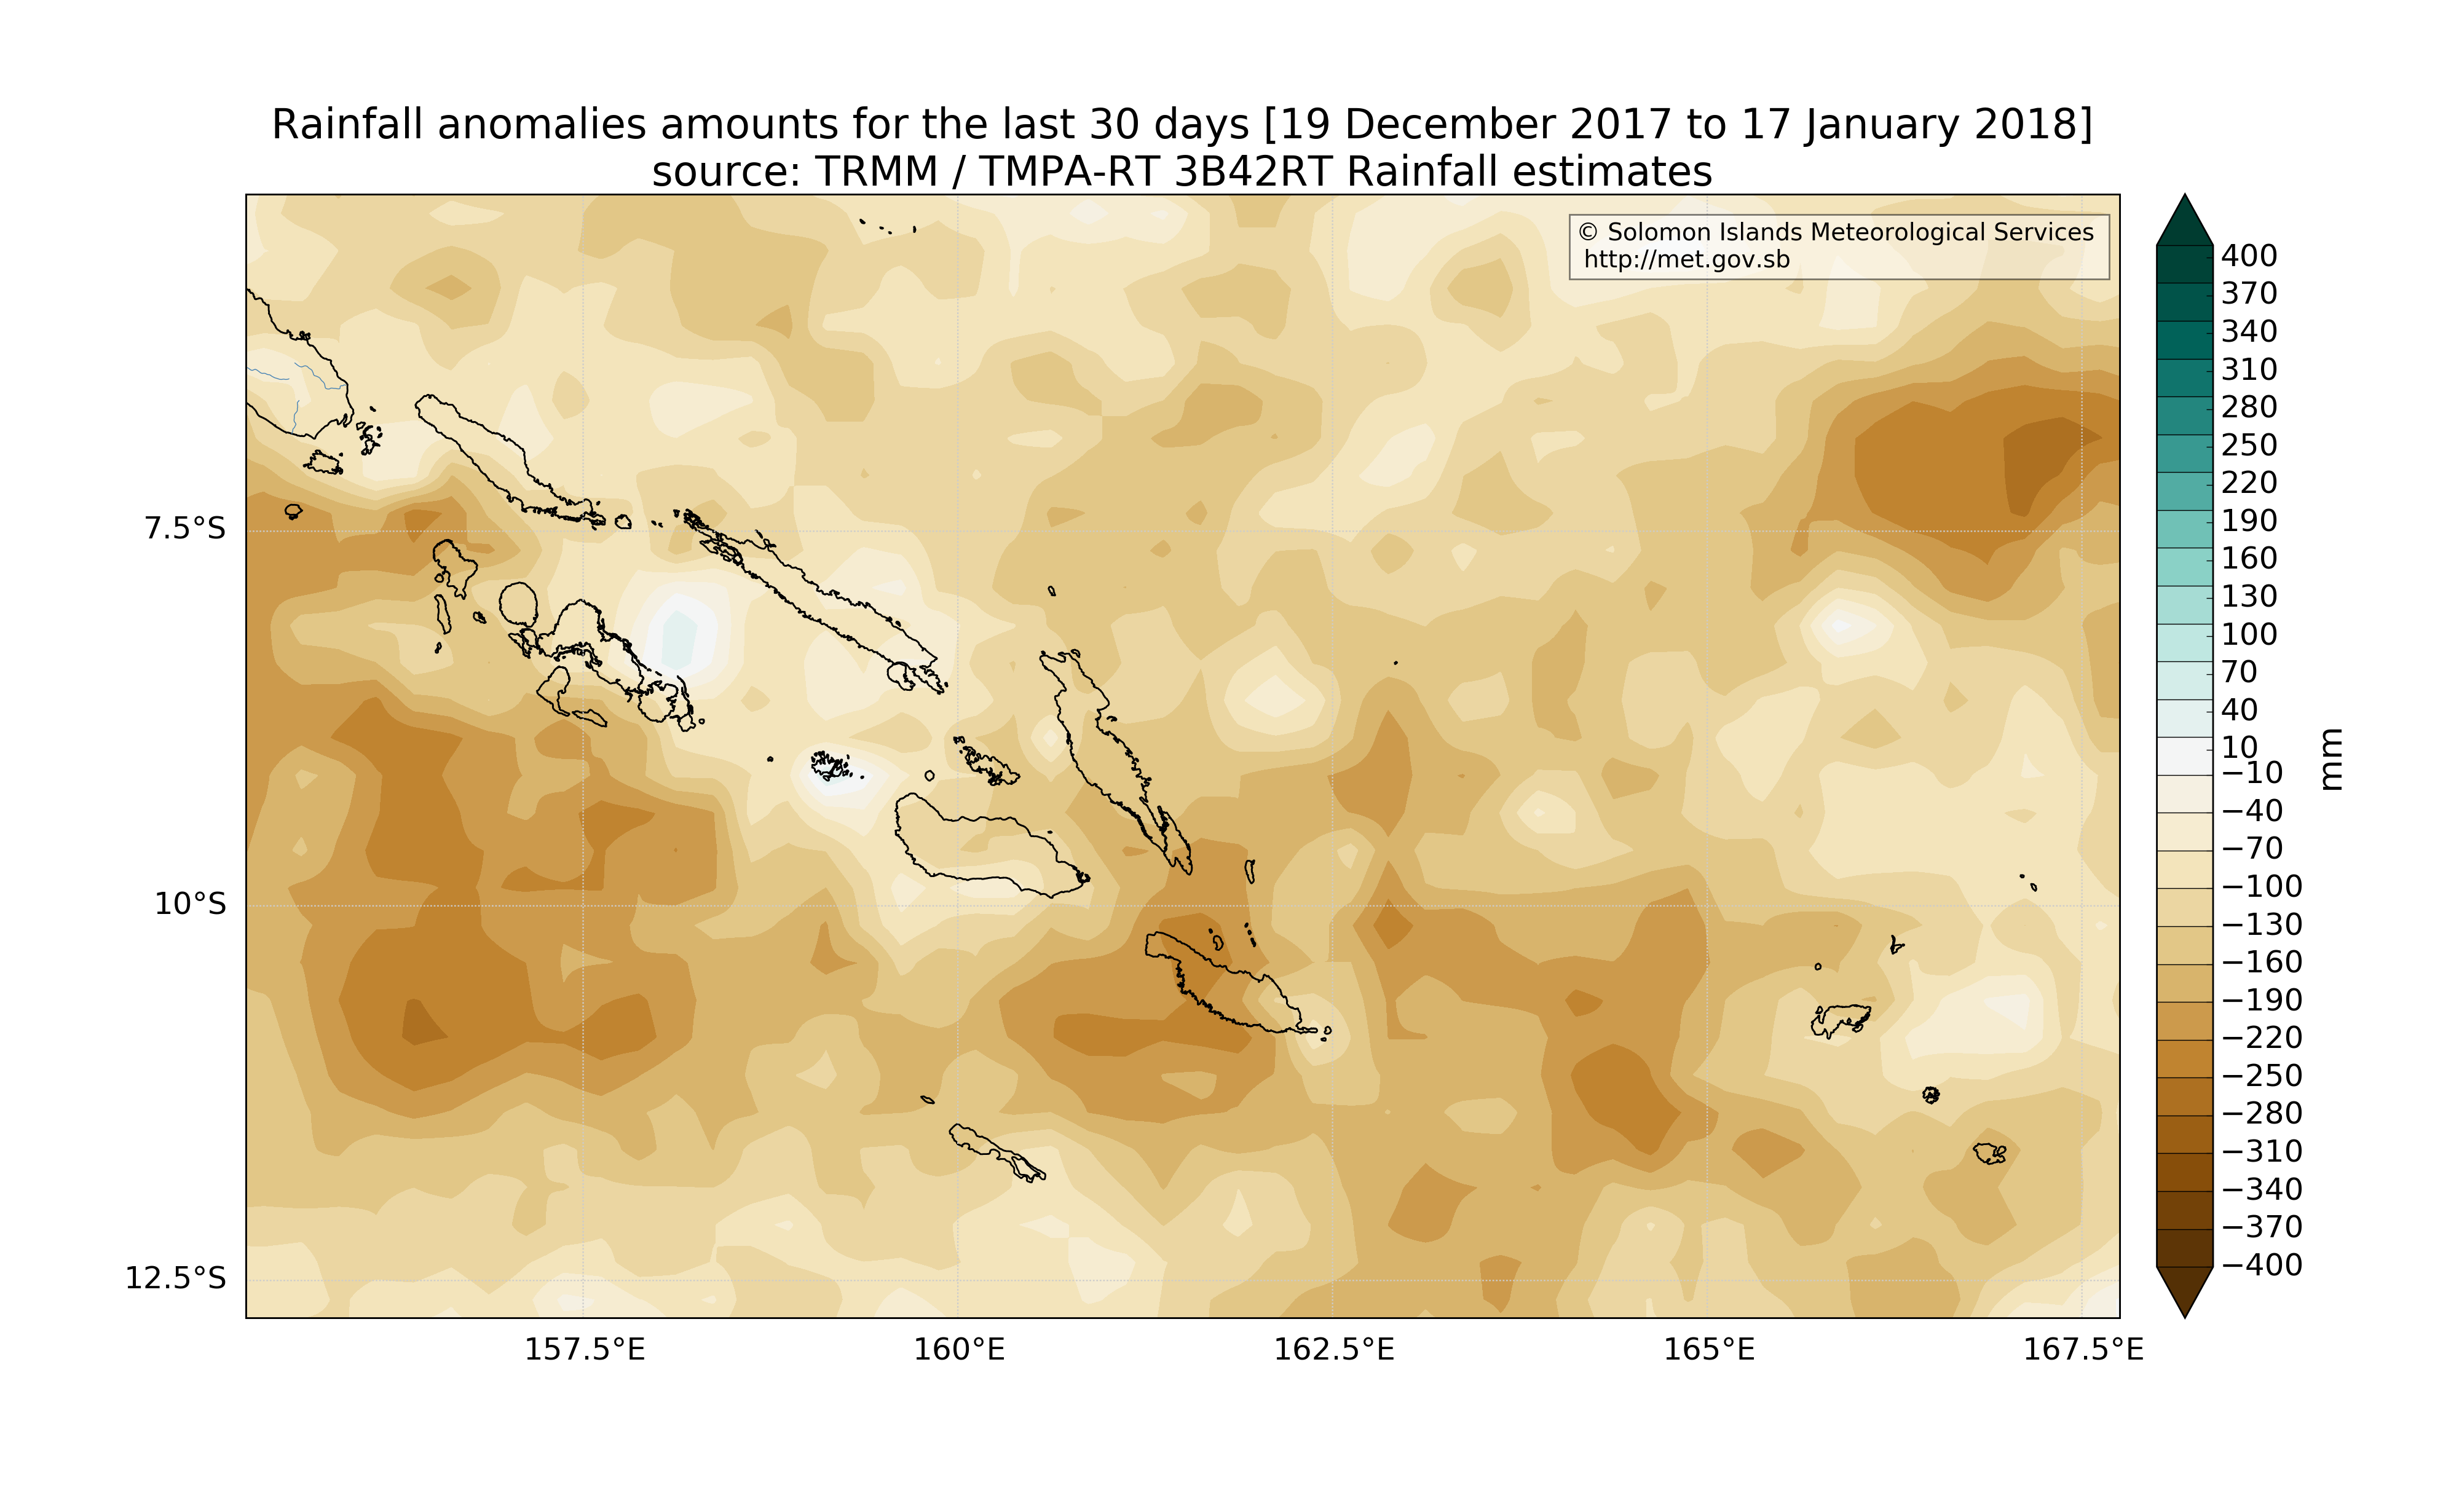 Rainfall anomalies amounts for the last 30 days [19 December 2017 to 17 January 2018]
source: TRMM / TMPA-RT 3B42RT Rainfall estimates
© Solomon Islands Meteorological Services
http://met.gov.sb
7.5°S
10°S
12.5°S
157.5°E
160°E
162.5°E
165°E
167.5°E
400
370
340
310
280
250
220
190
160
130
100
70
40
10
−10
−40
−70
−100
−130
−160
−190
−220
−250
−280
−310
−340
−370
−400
mm